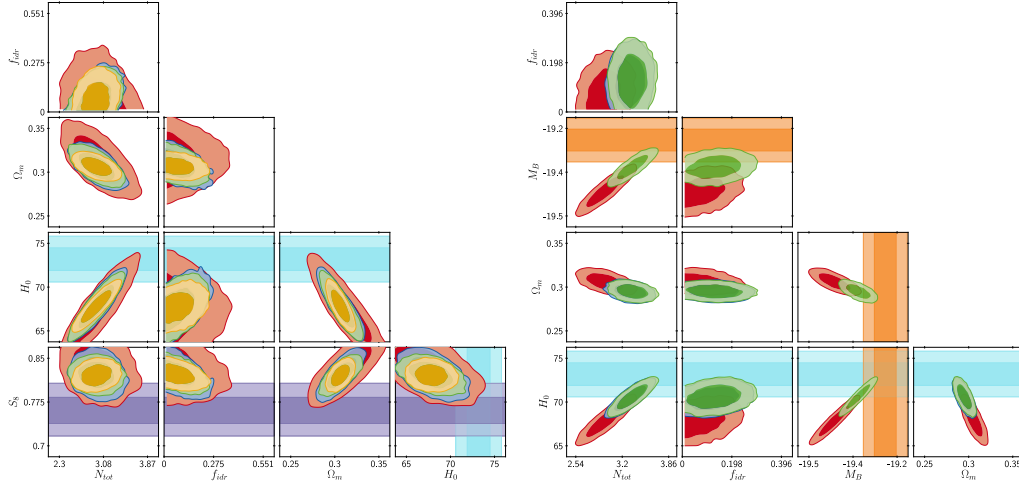 f_idr
0.551
0.275
0
Ω_m
0.35
0.3
0.25
H_0
75
70
65
S_8
0.85
0.775
0.7
2.3 3.08 3.87
N_tot
0 0.275 0.551
f_idr
0.25 0.3 0.35
Ω_m
65 70 75
H_0
f_idr
0.396
0.198
0
M_B
-19.2
-19.4
-19.5
Ω_m
0.35
0.3
0.28
H_0
75
70
65
2.54 3.2 3.86
N_tot
0 0.198 0.396
f_idr
-19.5 -19.4 -19.2
M_B
0.28 0.3 0.35
Ω_m